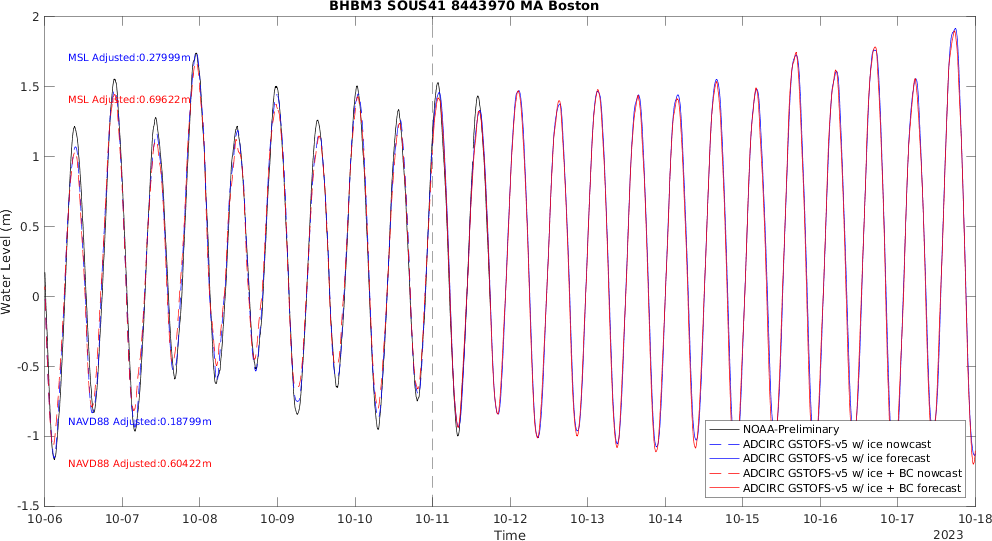 BHBM3 SOUS41 8443970 MA Boston
2
1.5
1
0.5
0
-0.5
-1
-1.5
Water Level (m)
MSL Adjusted:0.27999m
MSL Adjusted:0.69622m
NAVD88 Adjusted:0.18799m
NAVD88 Adjusted:0.60422m
NOAA-Preliminary
ADCIRC GSTOFS-v5 w/ ice nowcast
ADCIRC GSTOFS-v5 w/ ice forecast
ADCIRC GSTOFS-v5 w/ ice + BC nowcast
ADCIRC GSTOFS-v5 w/ ice + BC forecast
10-06 10-07 10-08 10-09 10-10 10-11 10-12 10-13 10-14 10-15 10-16 10-17 10-18
Time
2023